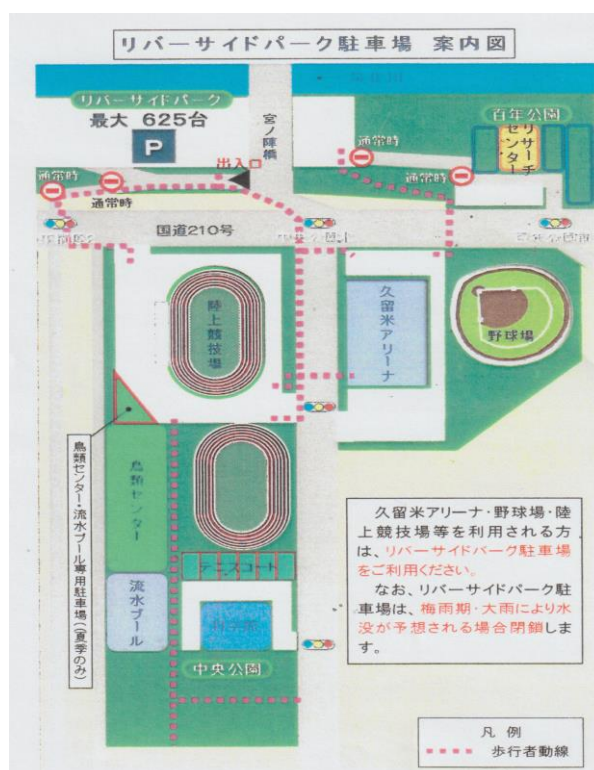 リバーサイドパーク駐車場 案内図
リバーサイドパーク
最大 625台
P
宮ノ陣橋
出入口
通常時
通常時
通常時
百年公園
リサーチ
センター
通常時
通常時
国道210号
陸上競技場
久留米アリーナ
野球場
鳥類センター・流水プール専用駐車場(夏季のみ)
鳥類センター
テニスコート
流水プール
中央公園
久留米アリーナ・野球場・陸
上競技場等を利用される方
は、リバーサイドパーク駐車場
をご利用ください。
なお、リバーサイドパーク駐
車場は、梅雨期・大雨により水
没が予想される場合閉鎖しま
す。
凡 例
歩行者動線